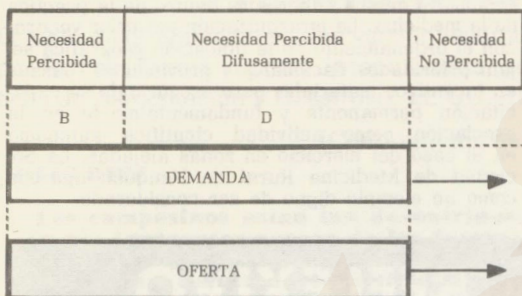 Necesidad
Percibida
Necesidad Percibida
Difusamente
Necesidad
No Percibida
B
D
DEMANDA
OFERTA